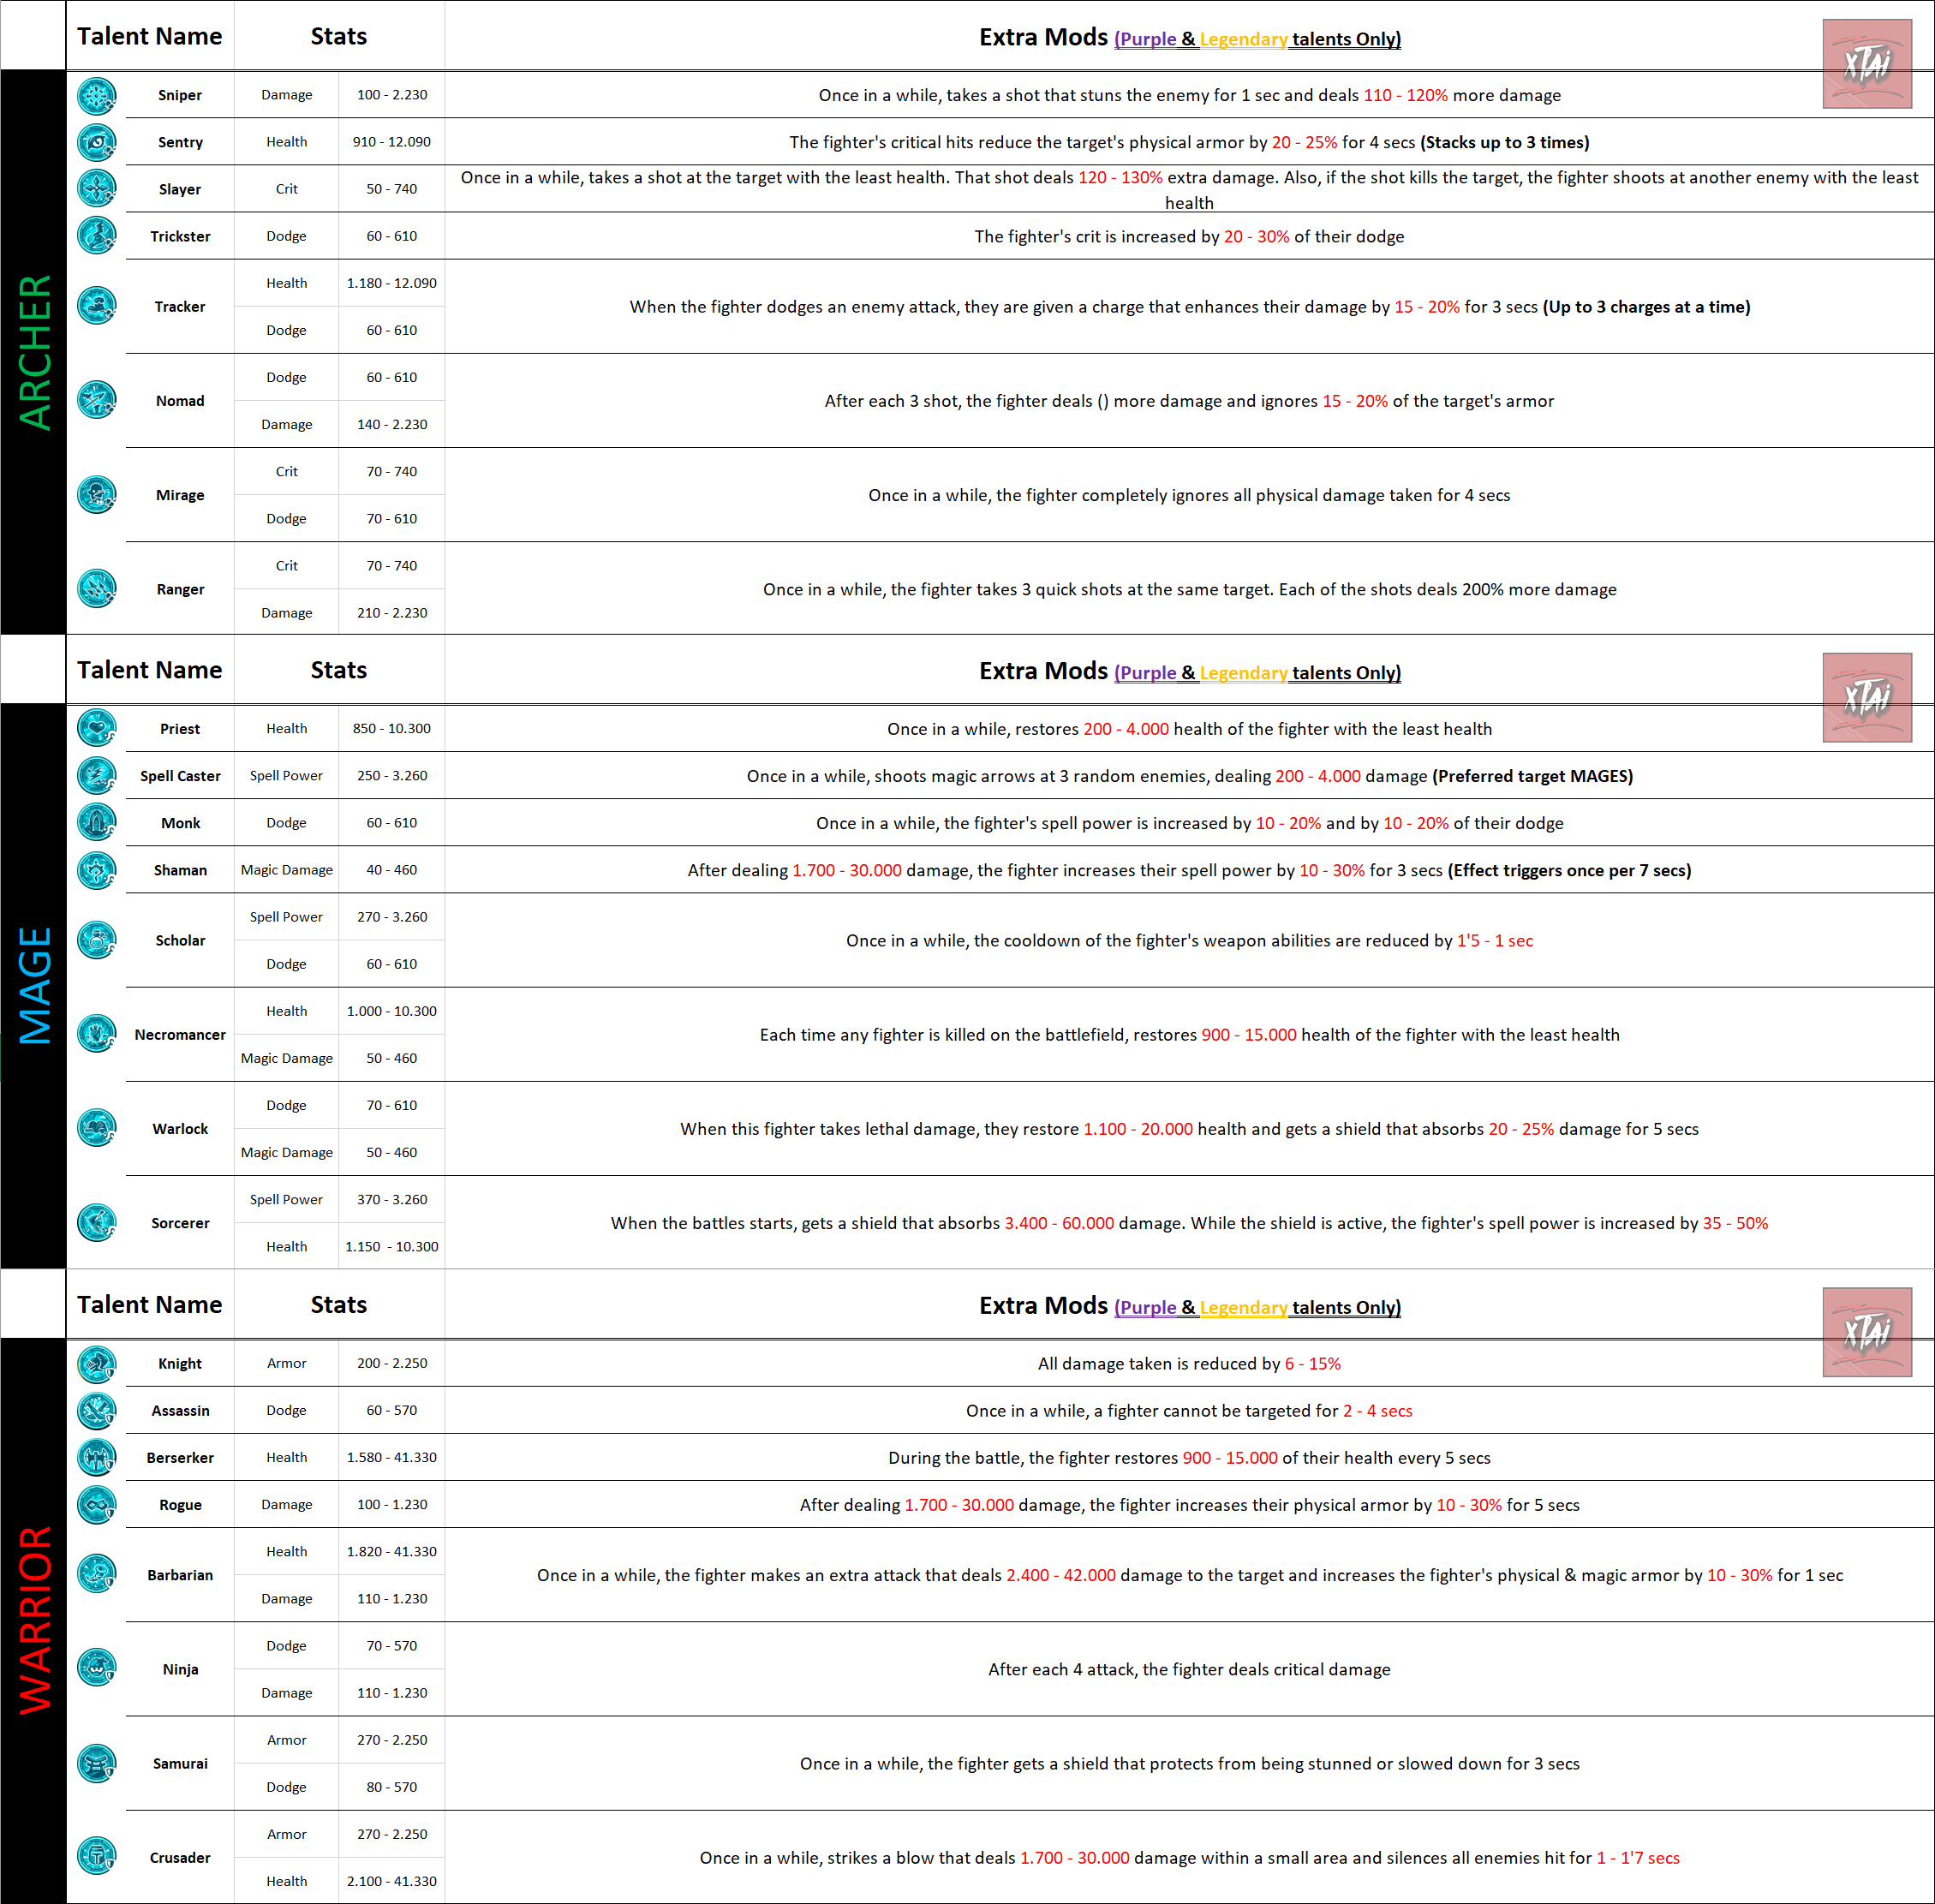 Talent Name Stats Extra Mods (Purple & Legendary talents Only)
xTAi
ARCHER
Sniper Damage 100 - 2.230 Once in a while, takes a shot that stuns the enemy for 1 sec and deals 110 - 120% more damage
Sentry Health 910 - 12.090 The fighter's critical hits reduce the target's physical armor by 20 - 25% for 4 secs (Stacks up to 3 times)
Slayer Crit 50 - 740 Once in a while, takes a shot at the target with the least health. That shot deals 120 - 130% extra damage. Also, if the shot kills the target, the fighter shoots at another enemy with the least
health
Trickster Dodge 60 - 610 The fighter's crit is increased by 20 - 30% of their dodge
Health 1.180 - 12.090
Tracker When the fighter dodges an enemy attack, they are given a charge that enhances their damage by 15 - 20% for 3 secs (Up to 3 charges at a time)
Dodge 60 - 610
Dodge 60 - 610
Nomad After each 3 shot, the fighter deals () more damage and ignores 15 - 20% of the target's armor
Damage 140 - 2.230
Crit 70 - 740
Mirage Once in a while, the fighter completely ignores all physical damage taken for 4 secs
Dodge 70 - 610
Crit 70 - 740
Ranger Once in a while, the fighter takes 3 quick shots at the same target. Each of the shots deals 200% more damage
Damage 210 - 2.230
Talent Name Stats Extra Mods (Purple & Legendary talents Only)
xTAi
MAGE
Priest Health 850 - 10.300 Once in a while, restores 200 - 4.000 health of the fighter with the least health
Spell Caster Spell Power 250 - 3.260 Once in a while, shoots magic arrows at 3 random enemies, dealing 200 - 4.000 damage (Preferred target MAGES)
Monk Dodge 60 - 610 Once in a while, the fighter's spell power is increased by 10 - 20% and by 10 - 20% of their dodge
Shaman Magic Damage 40 - 460 After dealing 1.700 - 30.000 damage, the fighter increases their spell power by 10 - 30% for 3 secs (Effect triggers once per 7 secs)
Spell Power 270 - 3.260
Scholar Once in a while, the cooldown of the fighter's weapon abilities are reduced by 1'5 - 1 sec
Dodge 60 - 610
Health 1.000 - 10.300
Necromancer Each time any fighter is killed on the battlefield, restores 900 - 15.000 health of the fighter with the least health
Magic Damage 50 - 460
Dodge 70 - 610
Warlock When this fighter takes lethal damage, they restore 1.100 - 20.000 health and gets a shield that absorbs 20 - 25% damage for 5 secs
Magic Damage 50 - 460
Spell Power 370 - 3.260
Sorcerer When the battles starts, gets a shield that absorbs 3.400 - 60.000 damage. While the shield is active, the fighter's spell power is increased by 35 - 50%
Health 1.150 - 10.300
Talent Name Stats Extra Mods (Purple & Legendary talents Only)
xTAi
WARRIOR
Knight Armor 200 - 2.250 All damage taken is reduced by 6 - 15%
Assassin Dodge 60 - 570 Once in a while, a fighter cannot be targeted for 2 - 4 secs
Berserker Health 1.580 - 41.330 During the battle, the fighter restores 900 - 15.000 of their health every 5 secs
Rogue Damage 100 - 1.230 After dealing 1.700 - 30.000 damage, the fighter increases their physical armor by 10 - 30% for 5 secs
Health 1.820 - 41.330
Barbarian Once in a while, the fighter makes an extra attack that deals 2.400 - 42.000 damage to the target and increases the fighter's physical & magic armor by 10 - 30% for 1 sec
Damage 110 - 1.230
Dodge 70 - 570
Ninja After each 4 attack, the fighter deals critical damage
Damage 110 - 1.230
Armor 270 - 2.250
Samurai Once in a while, the fighter gets a shield that protects from being stunned or slowed down for 3 secs
Dodge 80 - 570
Armor 270 - 2.250
Crusader Once in a while, strikes a blow that deals 1.700 - 30.000 damage within a small area and silences all enemies hit for 1 - 1'7 secs
Health 2.100 - 41.330